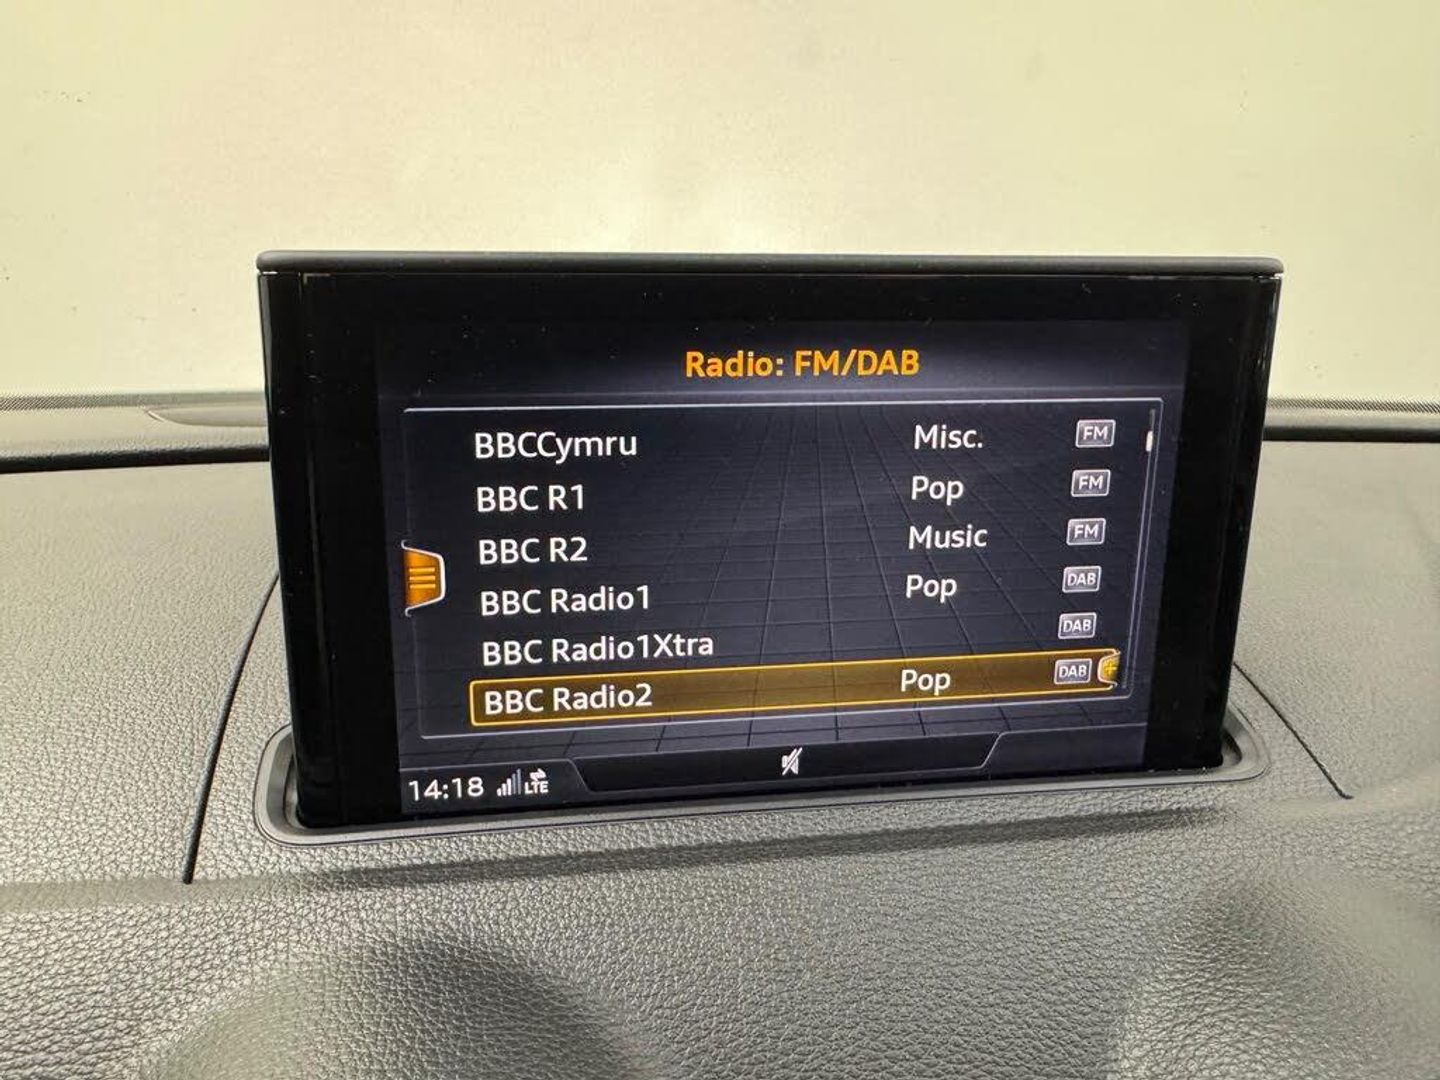 Radio: FM/DAB
BBCCymru Misc. FM
BBC R1 Pop FM
BBC R2 Music FM
BBC Radio1 Pop DAB
BBC Radio1Xtra DAB
BBC Radio2 Pop DAB
14:18 LTE